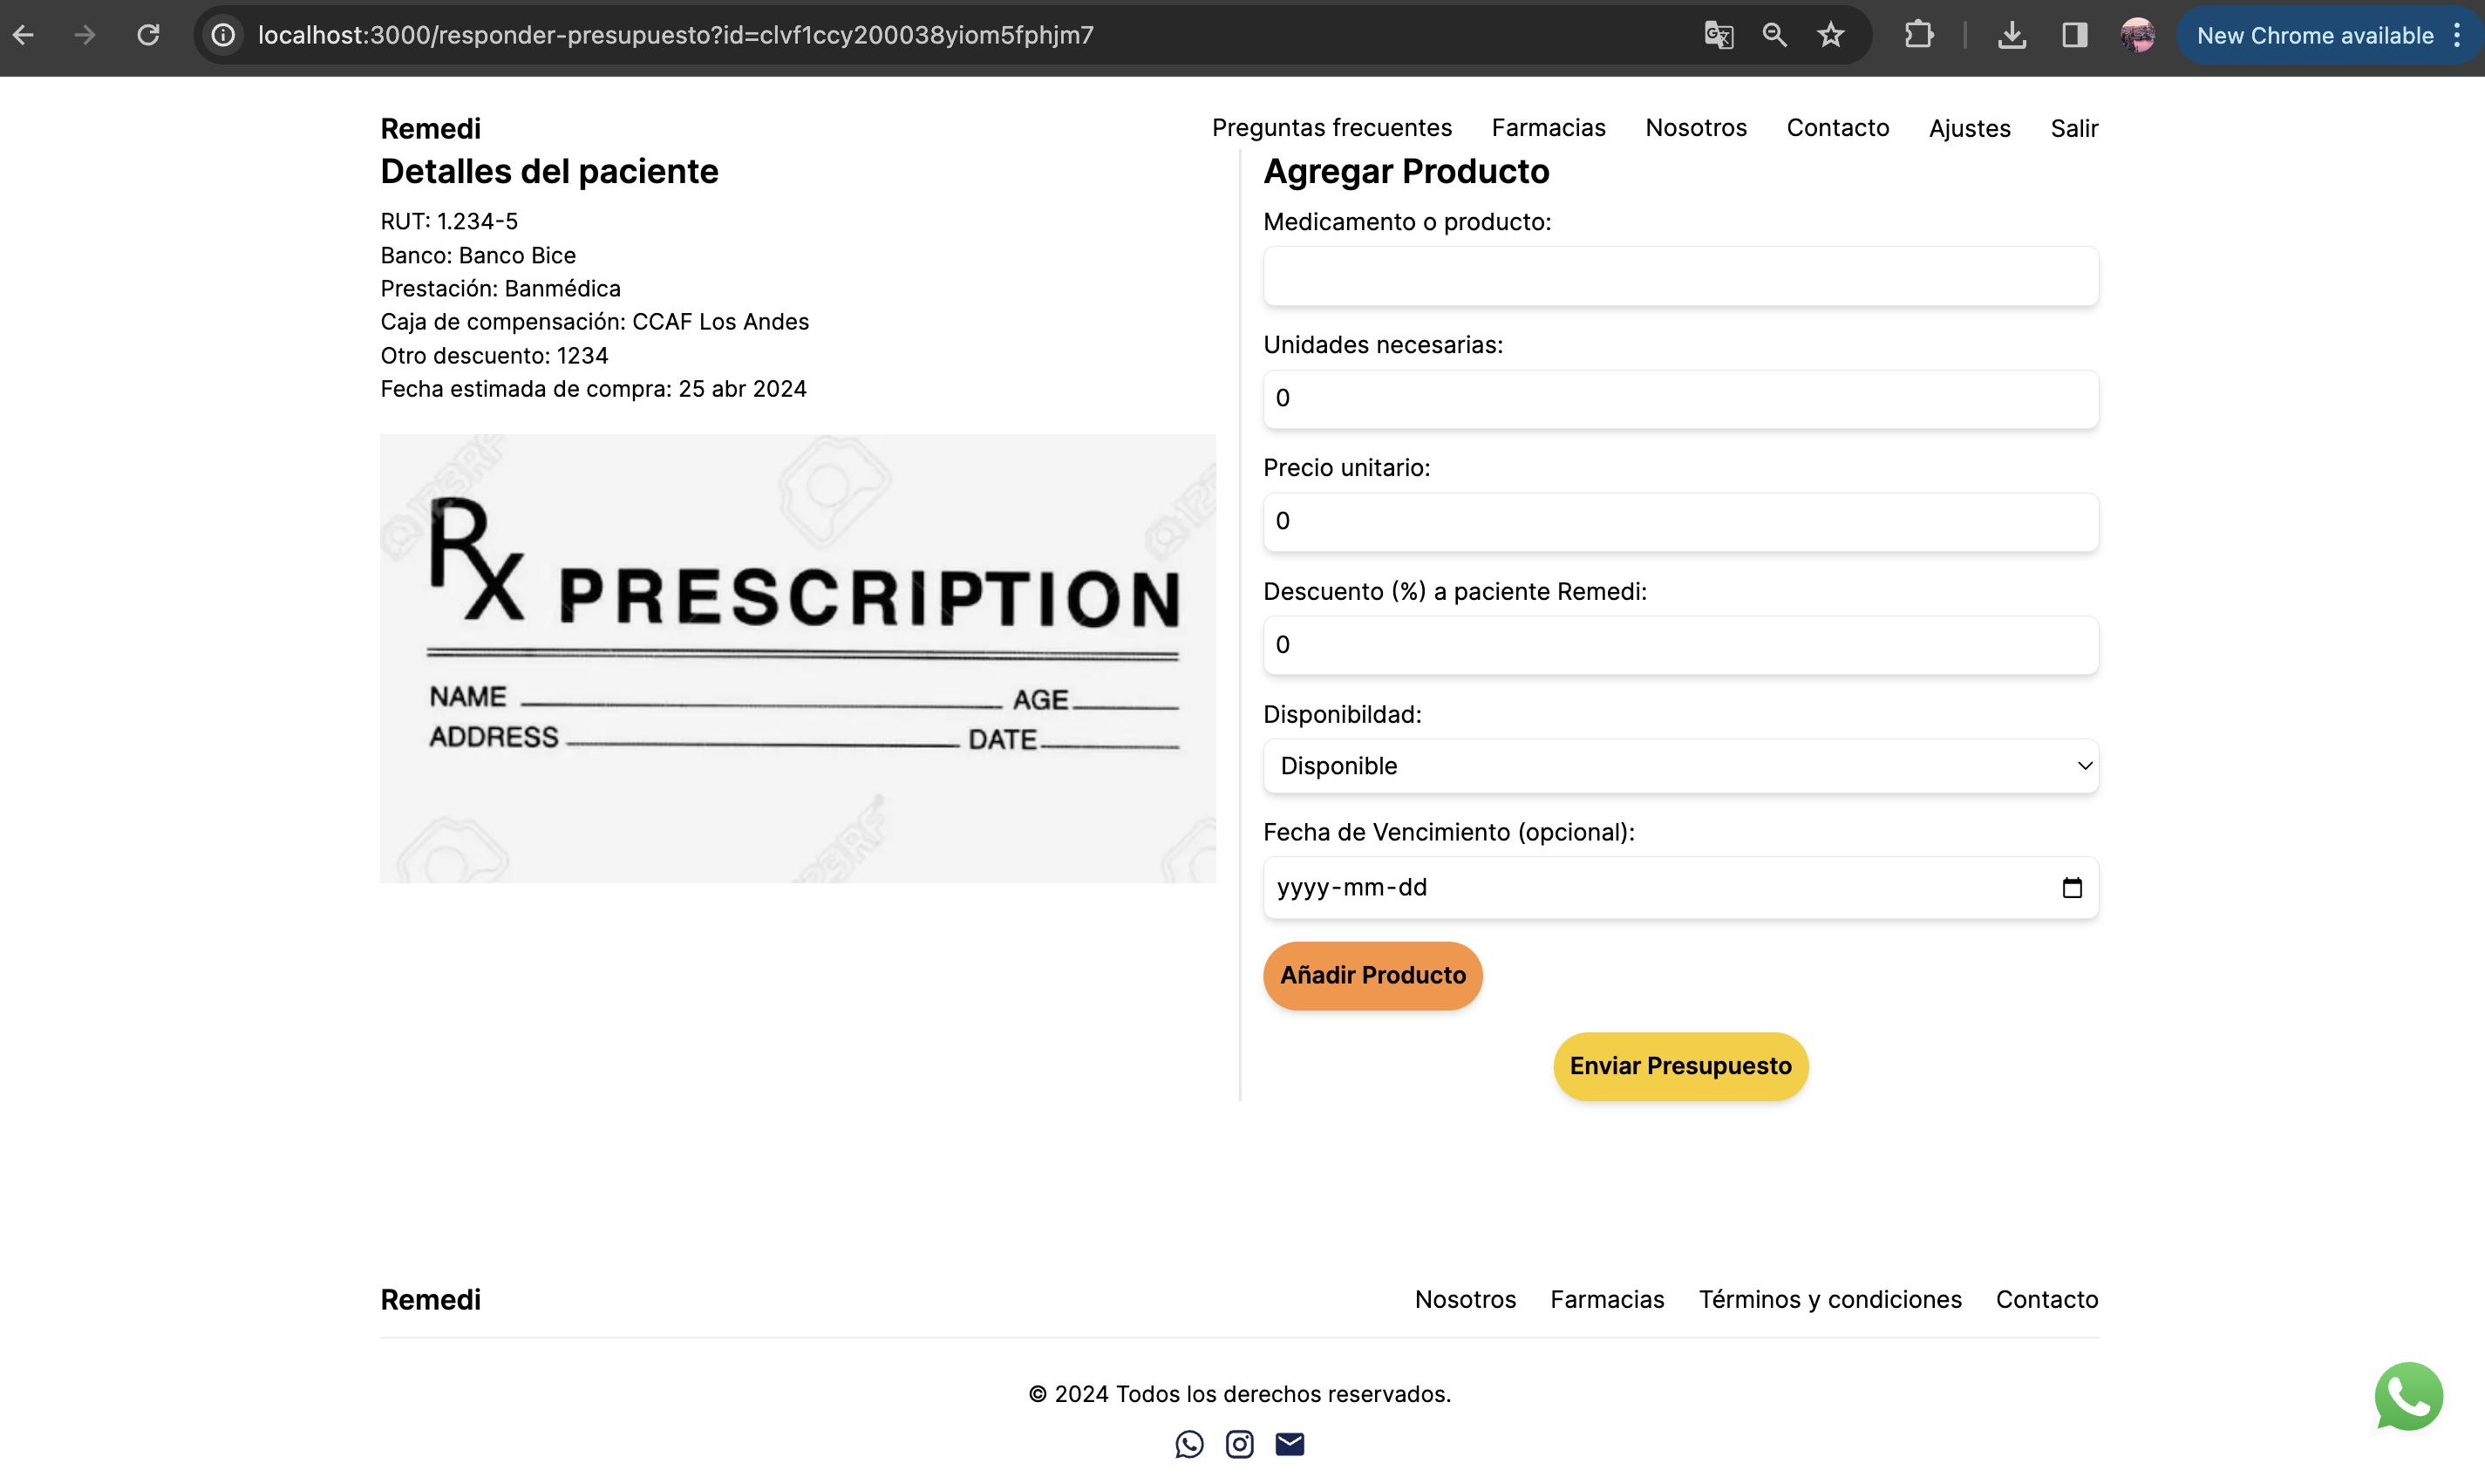 localhost:3000/responder-presupuesto?id=clvf1ccy200038yiom5fphjm7
New Chrome available
Remedi
Preguntas frecuentes Farmacias Nosotros Contacto Ajustes Salir
Detalles del paciente
RUT: 1.234-5
Banco: Banco Bice
Prestación: Banmédica
Caja de compensación: CCAF Los Andes
Otro descuento: 1234
Fecha estimada de compra: 25 abr 2024
Rx PRESCRIPTION
NAME AGE
ADDRESS DATE
123RF
Agregar Producto
Medicamento o producto:
Unidades necesarias:
0
Precio unitario:
0
Descuento (%) a paciente Remedi:
0
Disponibildad:
Disponible
Fecha de Vencimiento (opcional):
yyyy-mm-dd
Añadir Producto
Enviar Presupuesto
Remedi
Nosotros Farmacias Términos y condiciones Contacto
© 2024 Todos los derechos reservados.